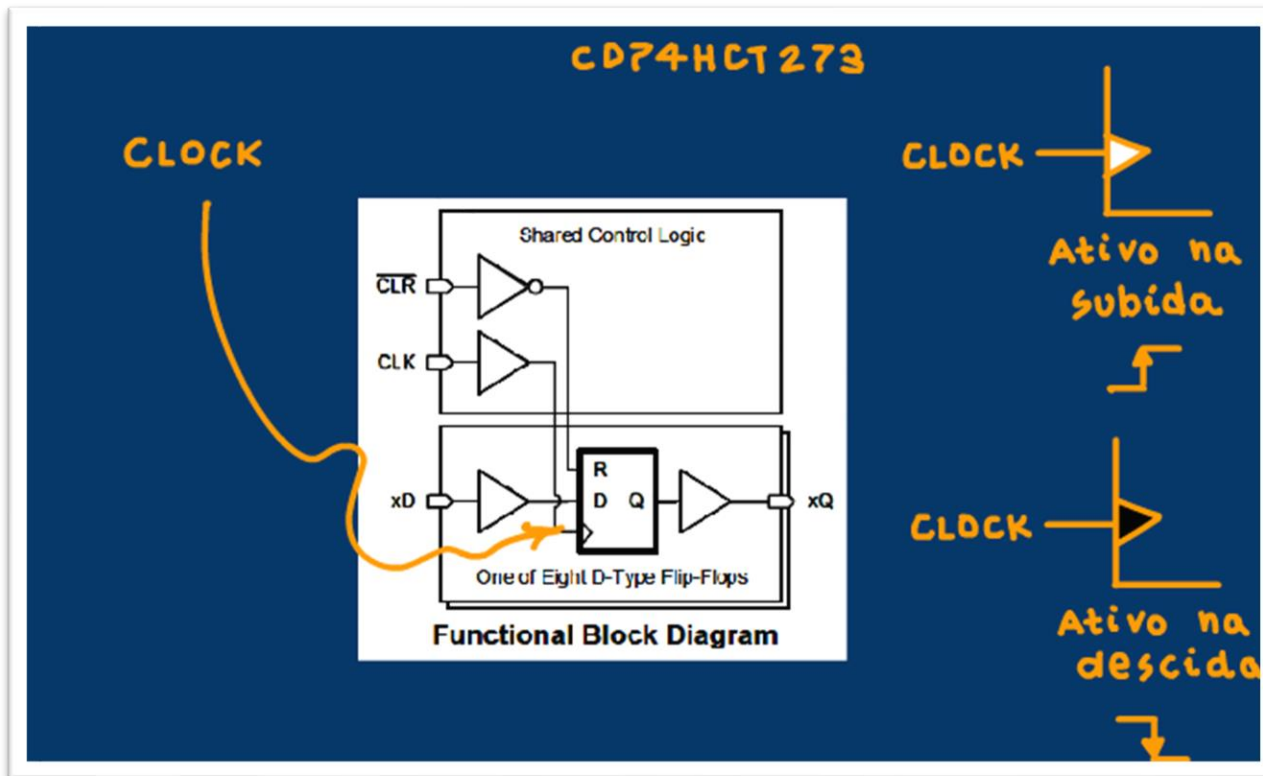 CD74HCT273
CLOCK
CLOCK
Ativo na
subida
Shared Control Logic
CLR
CLK
xD
R
D Q
xQ
One of Eight D-Type Flip-Flops
Functional Block Diagram
CLOCK
Ativo na
descida